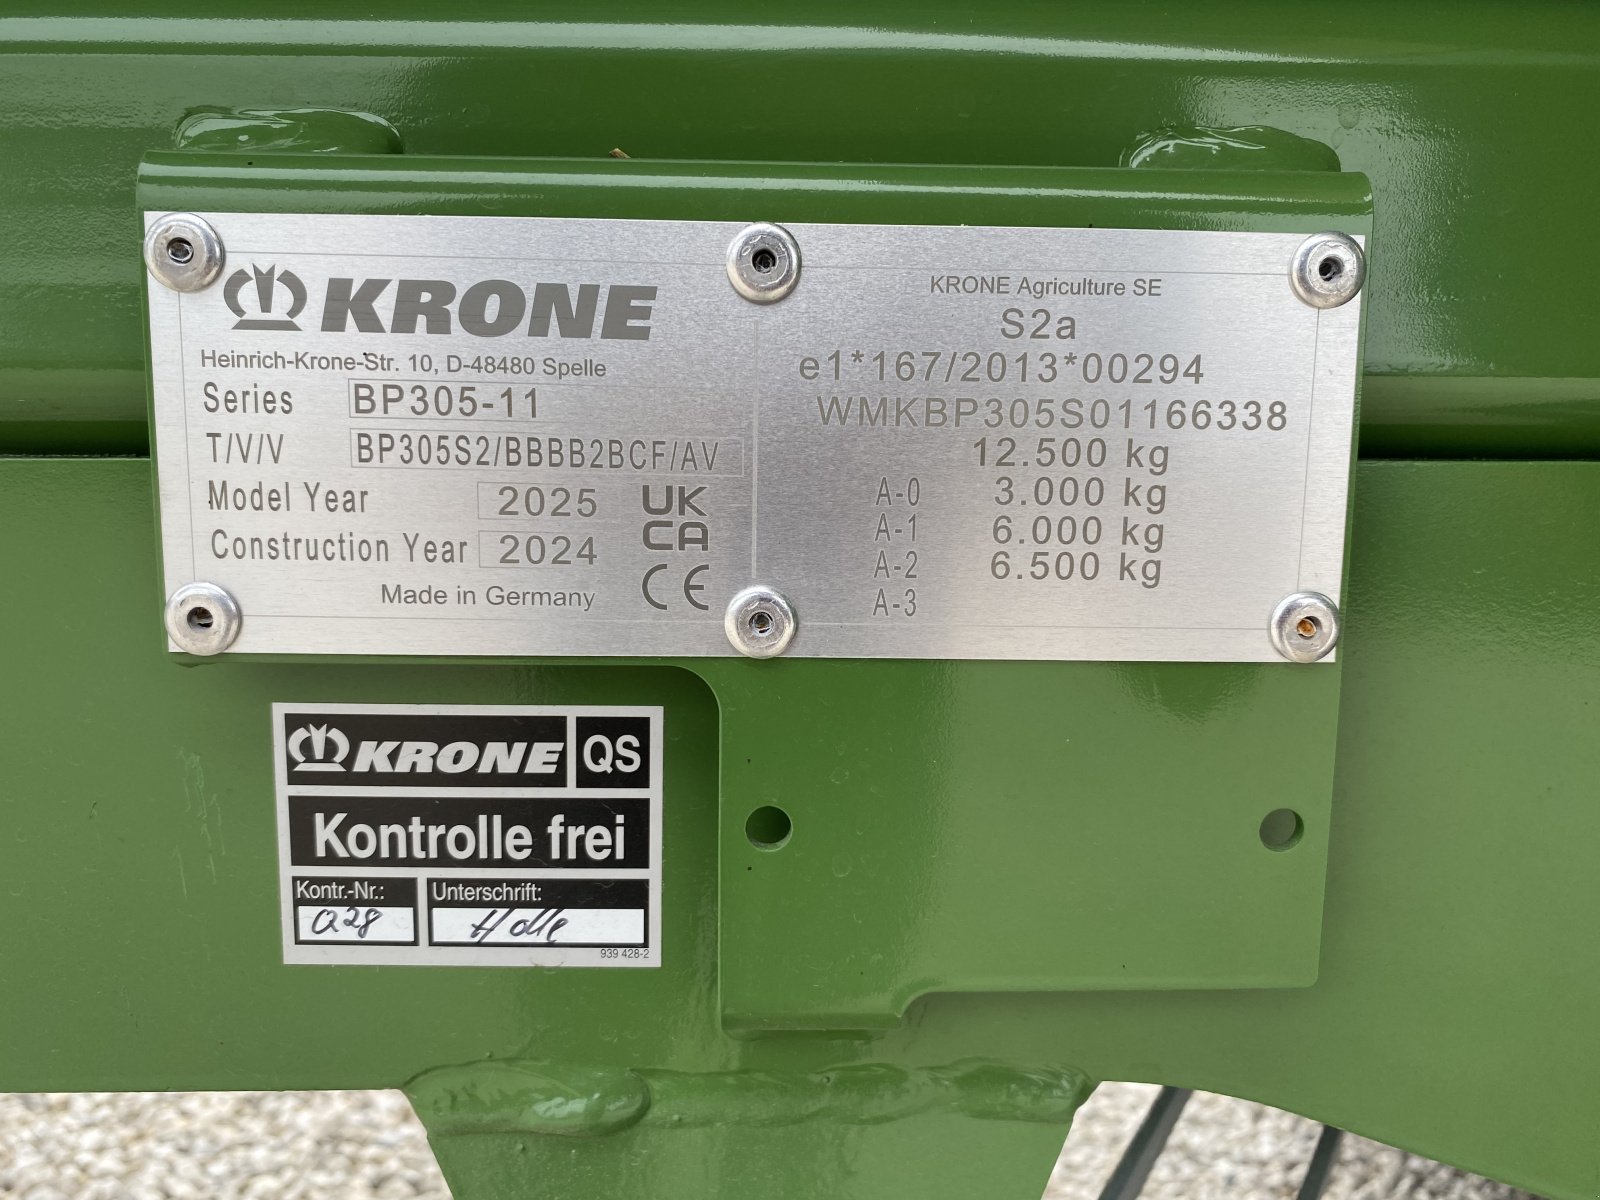 KRONE
Heinrich-Krone-Str. 10, D-48480 Spelle
Series BP305-11
T/V/V BP305S2/BBBB2BCF/AV
Model Year 2025
Construction Year 2024
UK
CA
CE
Made in Germany
KRONE Agriculture SE
S2a
e1*167/2013*00294
WMKBP305S01166338
12.500 kg
A-0 3.000 kg
A-1 6.000 kg
A-2 6.500 kg
A-3
KRONE QS
Kontrolle frei
Kontr.-Nr.: Unterschrift:
Q28
939 428-2